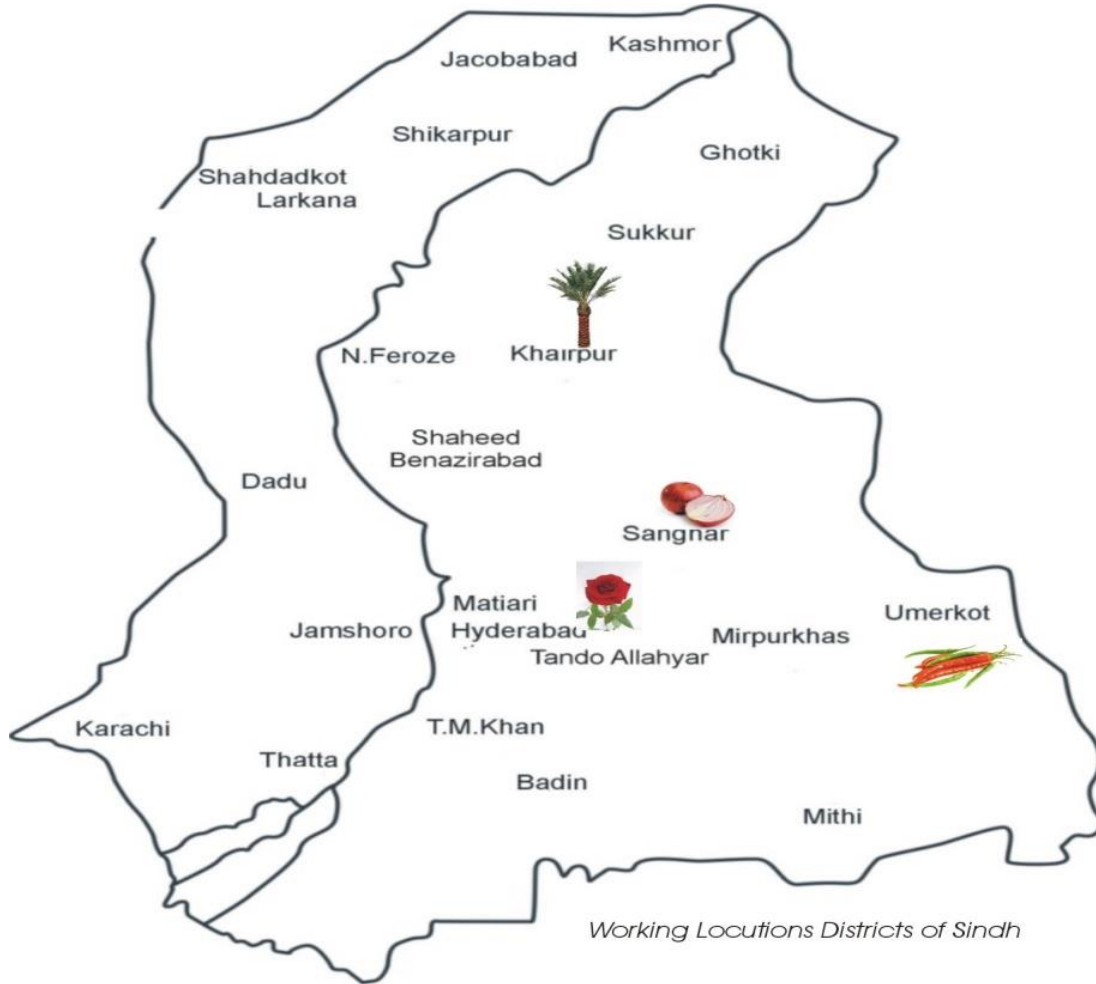 Kashmor
Jacobabad
Shikarpur
Ghotki
Shahdadkot
Larkana
Sukkur
N.Feroze
Khairpur
Shaheed
Benazirabad
Dadu
Sangnar
Matiari
Umerkot
Jamshoro
Hyderabad
Mirpurkhas
Tando Allahyar
Karachi
T.M.Khan
Thatta
Badin
Mithi
Working Locutions Districts of Sindh